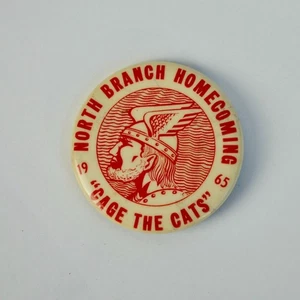 NORTH BRANCH HOMECOMING
19 65
"CAGE THE CATS"